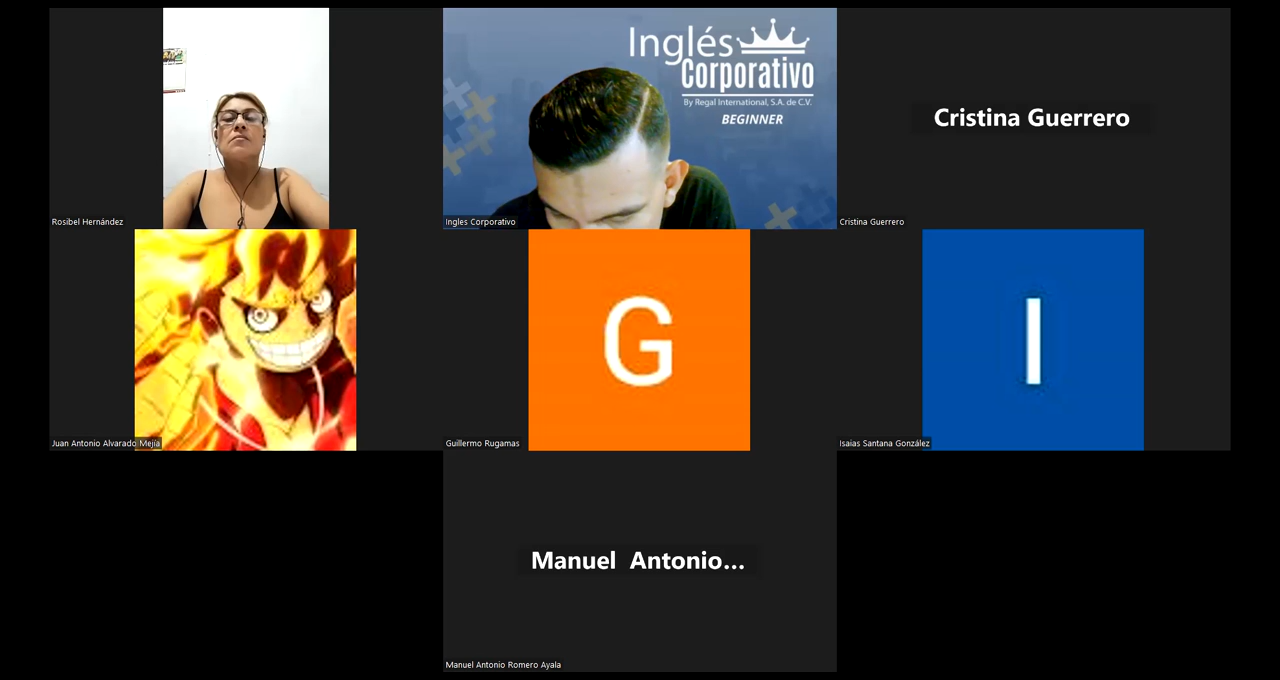 Inglés
Corporativo
By Regal International, S.A. de C.V.
BEGINNER
Cristina Guerrero
Rosibel Hernández
Ingles Corporativo
Cristina Guerrero
G
I
Juan Antonio Alvarado Mejía
Guillermo Rugamas
Isaias Santana González
Manuel Antonio...
Manuel Antonio Romero Ayala